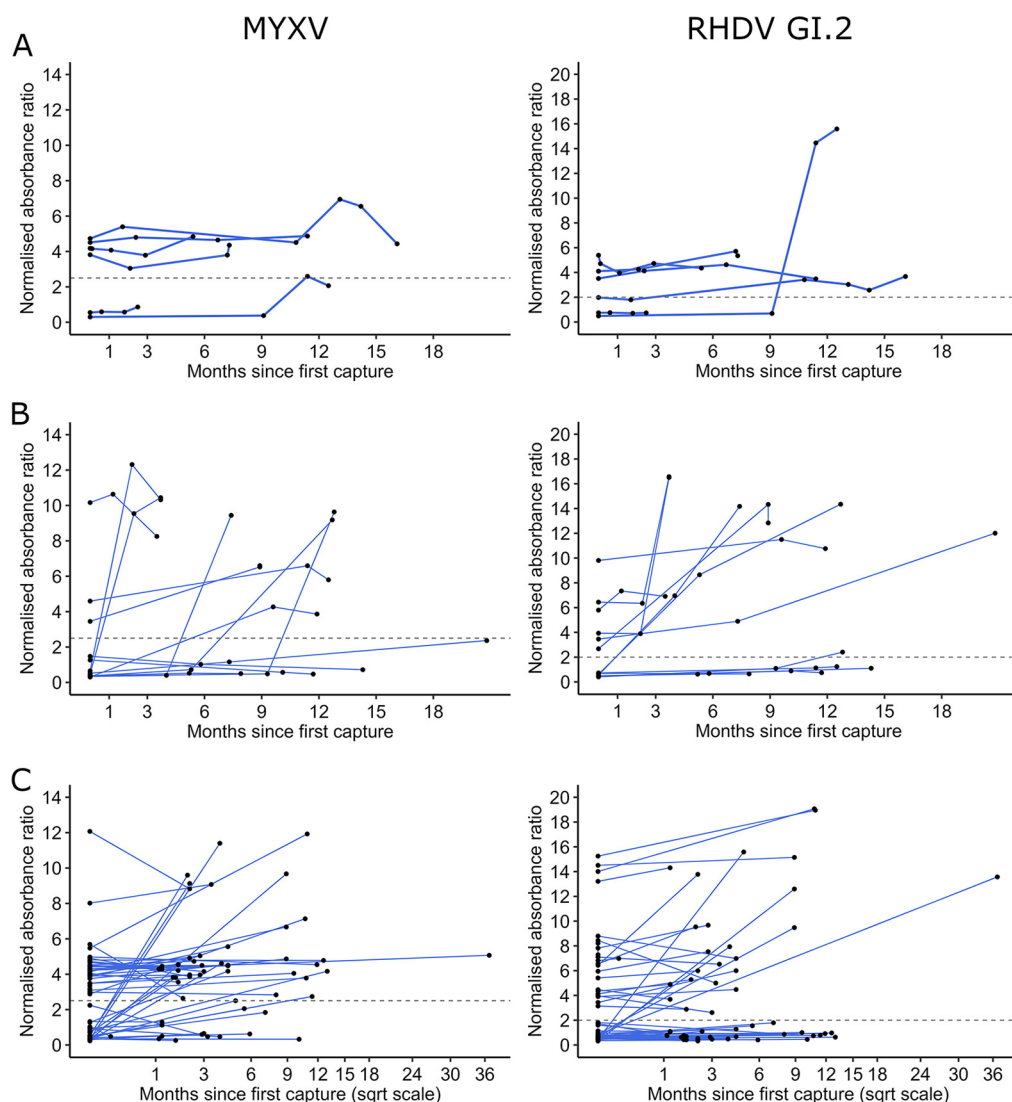 MYXV
RHDV GI.2
A
Normalised absorbance ratio
14
12
10
8
6
4
2
0
1 3 6 9 12 15 18
Months since first capture
Normalised absorbance ratio
20
18
16
14
12
10
8
6
4
2
0
1 3 6 9 12 15 18
Months since first capture
B
Normalised absorbance ratio
14
12
10
8
6
4
2
0
1 3 6 9 12 15 18
Months since first capture
Normalised absorbance ratio
20
18
16
14
12
10
8
6
4
2
0
1 3 6 9 12 15 18
Months since first capture
C
Normalised absorbance ratio
14
12
10
8
6
4
2
0
1 3 6 9 12 15 18 24 30 36
Months since first capture (sqrt scale)
Normalised absorbance ratio
20
18
16
14
12
10
8
6
4
2
0
1 3 6 9 12 15 18 24 30 36
Months since first capture (sqrt scale)